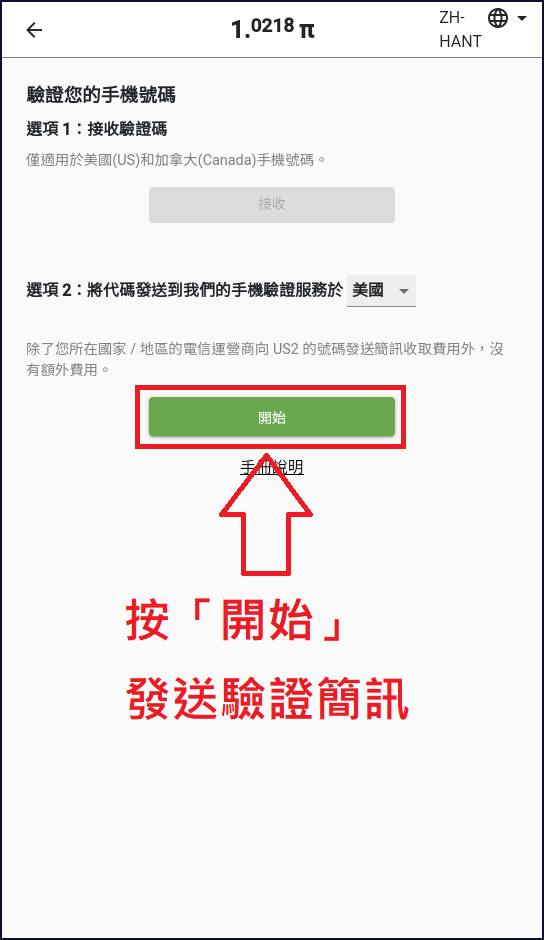 1.0218 π
ZH-
HANT
驗證您的手機號碼
選項 1：接收驗證碼
僅適用於美國(US)和加拿大(Canada)手機號碼。
接收
選項 2：將代碼發送到我們的手機驗證服務於 美國
除了您所在國家 / 地區的電信運營商向 US2 的號碼發送簡訊收取費用外，沒
有額外費用。
開始
手冊說明
按「開始」
發送驗證簡訊